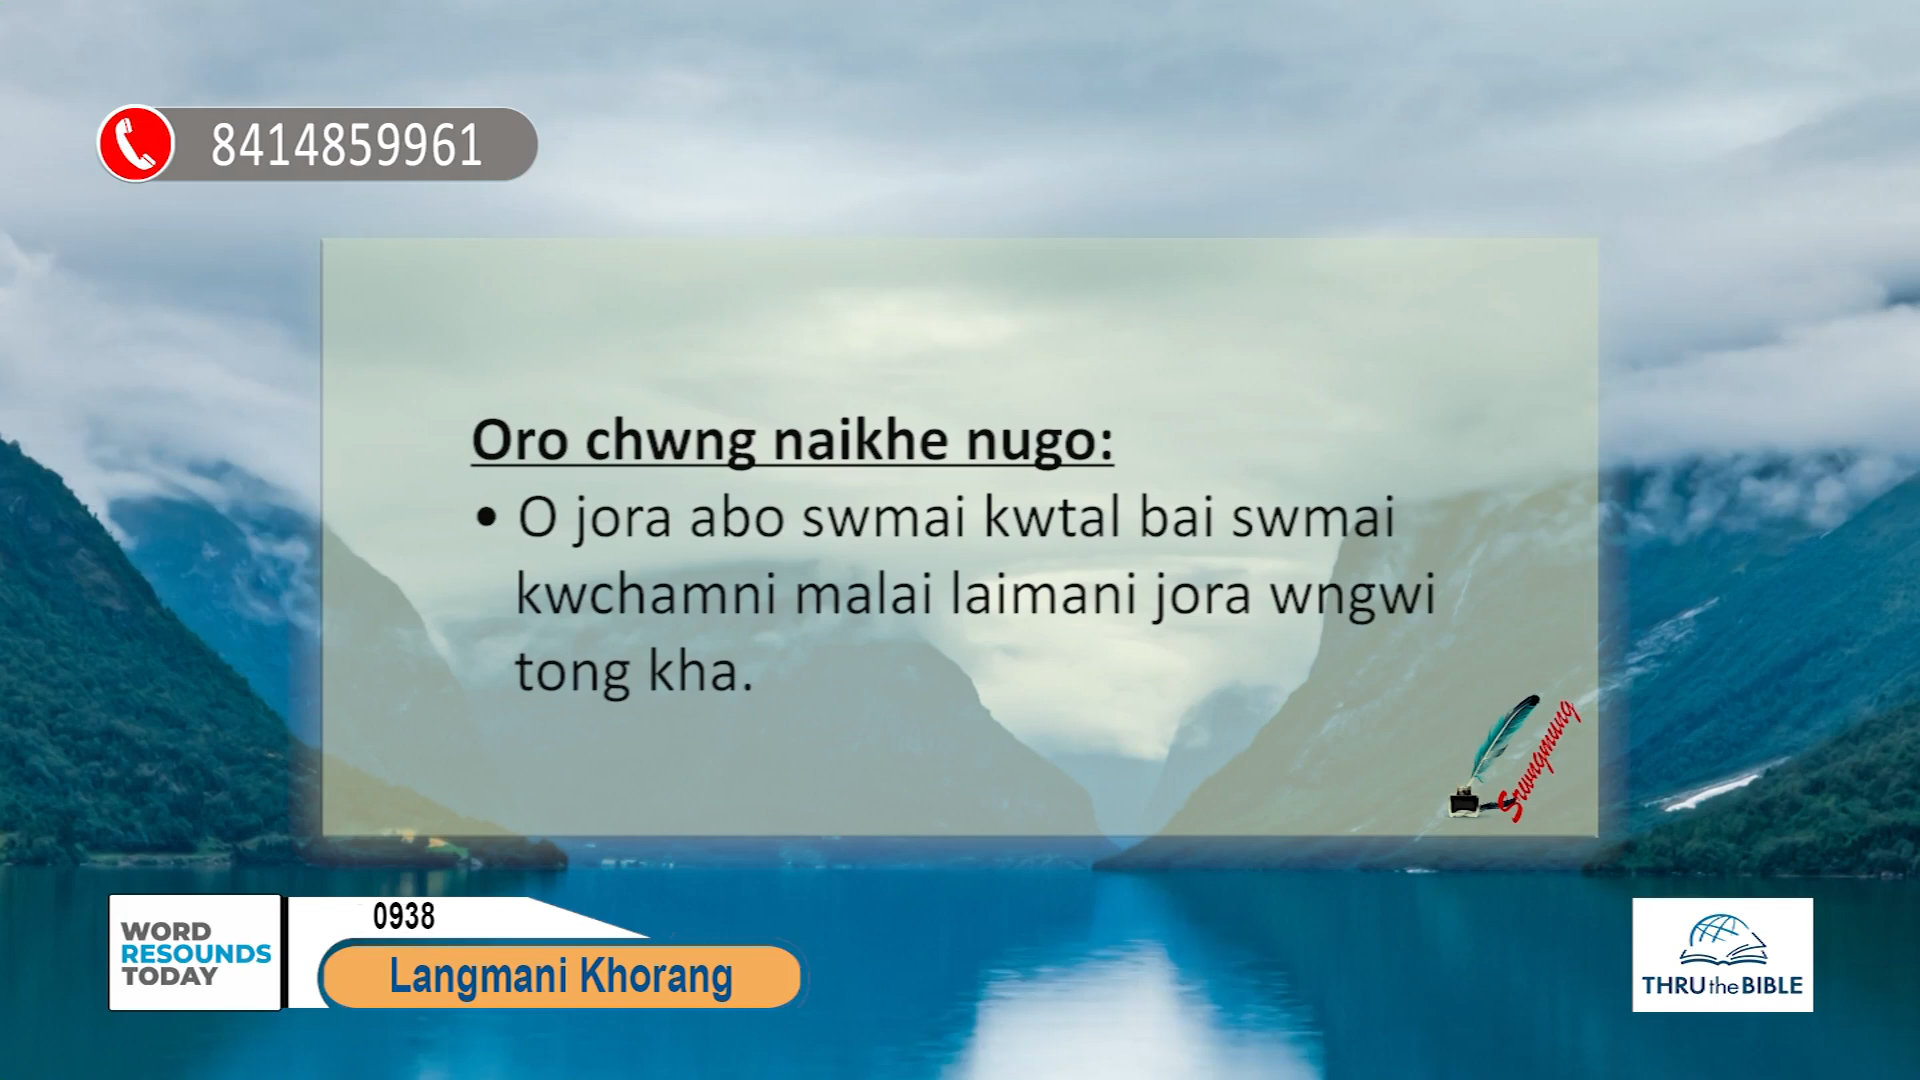 8414859961
Oro chwng naikhe nugo:
• O jora abo swmai kwtal bai swmai
kwchamni malai laimani jora wngwi
tong kha.
Srwngmung
WORD
RESOUNDS
TODAY
0938
Langmani Khorang
THRU the BIBLE